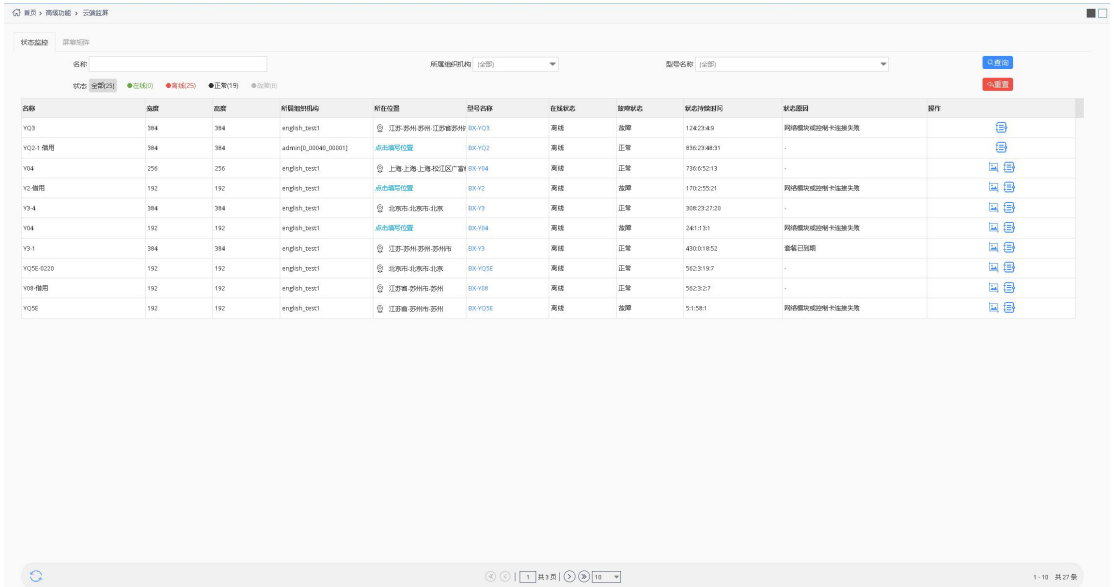 首页 › 高级功能 › 云端监屏
状态监控 屏幕组件
名称 所属组织机构 (全部) 型号名称 (全部) 查询
状态 全部(25) ●在线(0) ●离线(25) ●正常(19) ●故障(6) 重置
名称 高度 高度 所属组织机构 所在位置 型号名称 在线状态 故障状态 状态持续时间 状态原因 操作
YQ3 384 384 english_test1 江苏-苏州-苏州-江苏省苏州 BX-YQ3 离线 故障 124:23:4:9 网络模块或控制卡连接失败
YQ2-1 借用 384 384 admin[0_00040_00001] 点击填写位置 BX-YQ2 离线 正常 836:23:48:31 -
Y04 256 256 english_test1 上海-上海-上海-松江区广富 BX-Y04 离线 正常 736:6:52:13 -
Y2-借用 192 192 english_test1 点击填写位置 BX-Y2 离线 故障 170:2:55:21 网络模块或控制卡连接失败
Y3-4 384 384 english_test1 北京市-北京市-北京 BX-Y3 离线 正常 308:23:27:20 -
Y04 192 192 english_test1 点击填写位置 BX-Y04 离线 故障 24:1:13:1 网络模块或控制卡连接失败
Y3-1 384 384 english_test1 江苏-苏州-苏州-苏州市 BX-Y3 离线 正常 430:0:18:52 套餐已到期
YQ5E-0220 192 192 english_test1 北京市-北京市-北京 BX-YQ5E 离线 正常 562:3:19:7 -
Y08-借用 192 192 english_test1 江苏省-苏州市-苏州 BX-Y08 离线 正常 562:3:2:7 -
YQ5E 192 192 english_test1 江苏省-苏州市-苏州 BX-YQ5E 离线 故障 5:1:58:1 网络模块或控制卡连接失败
1 共3页 10 1 - 10 共27条